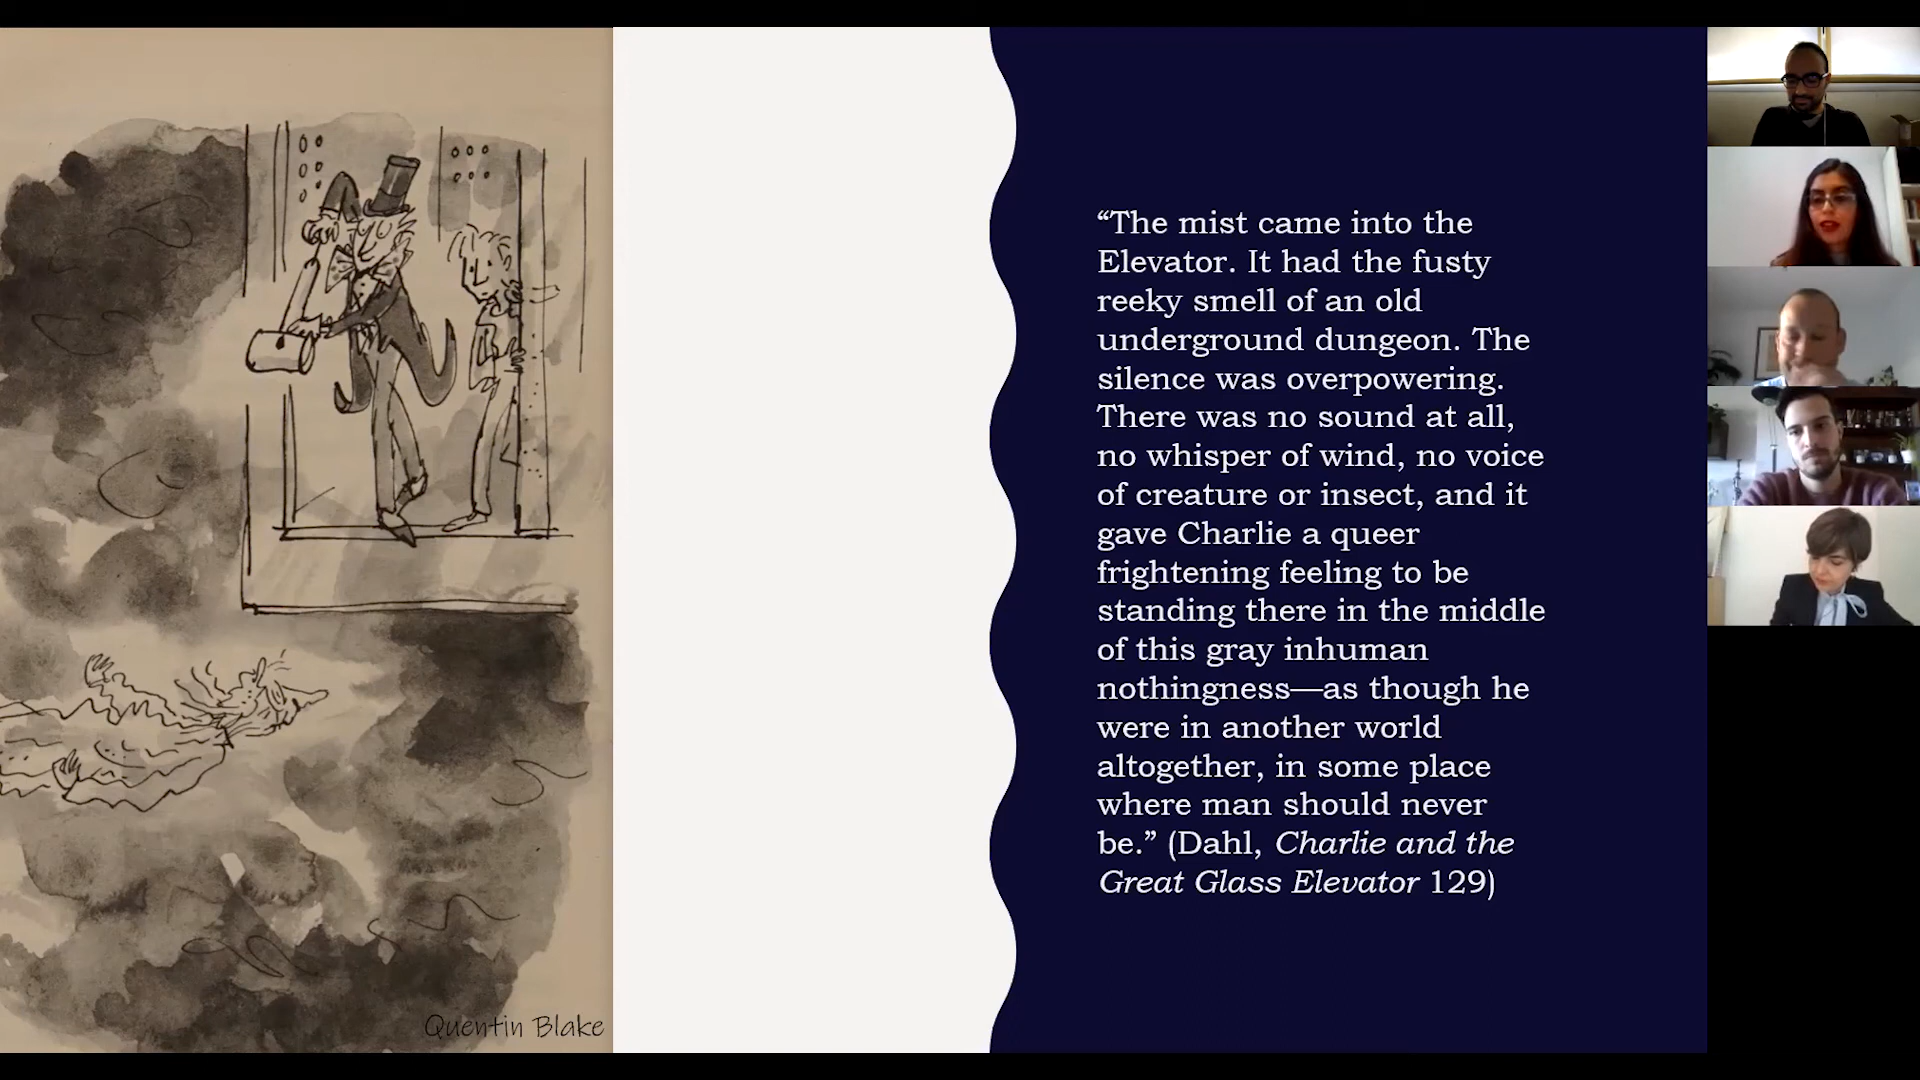 “The mist came into the
Elevator. It had the fusty
reeky smell of an old
underground dungeon. The
silence was overpowering.
There was no sound at all,
no whisper of wind, no voice
of creature or insect, and it
gave Charlie a queer
frightening feeling to be
standing there in the middle
of this gray inhuman
nothingness—as though he
were in another world
altogether, in some place
where man should never
be.” (Dahl, Charlie and the
Great Glass Elevator 129)
Quentin Blake